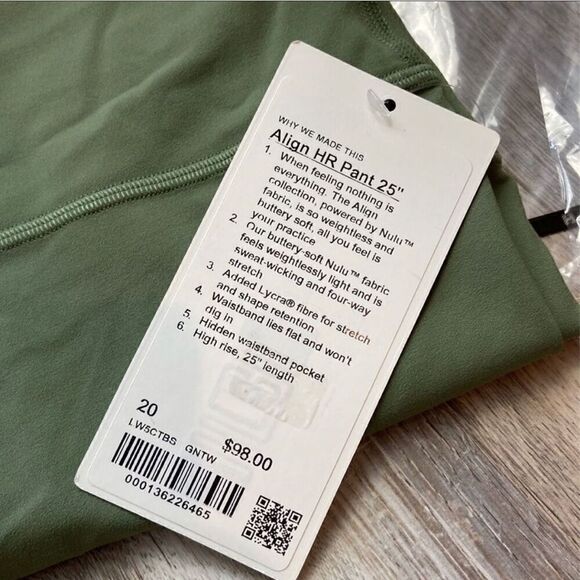 WHY WE MADE THIS
Align HR Pant 25"
1. When feeling nothing is
everything. The Align
collection, powered by Nulu™
fabric, is so weightless and
buttery soft, all you feel is
your practice
2. Our buttery-soft Nulu™ fabric
feels weightlessly light and is
sweat-wicking and four-way
stretch
3. Added Lycra® fibre for stretch
and shape retention
4. Waistband lies flat and won't
dig in
5. Hidden waistband pocket
6. High rise, 25" length
20
$98.00
LW5CTBS GNTW
000136226465